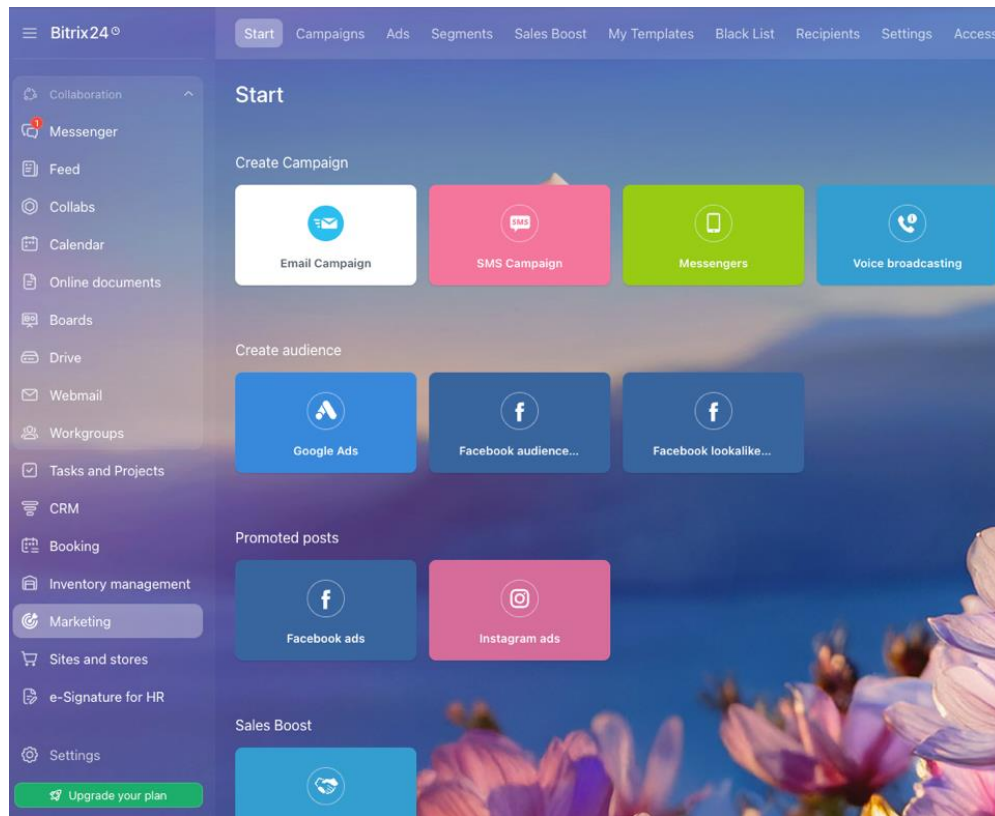 Bitrix24
Start Campaigns Ads Segments Sales Boost My Templates Black List Recipients Settings Access
Collaboration
1
Messenger
Feed
Collabs
Calendar
Online documents
Boards
Drive
Webmail
Workgroups
Tasks and Projects
CRM
Booking
Inventory management
Marketing
Sites and stores
e-Signature for HR
Settings
Upgrade your plan
Start
Create Campaign
SMS
Email Campaign SMS Campaign Messengers Voice broadcasting
Create audience
Google Ads Facebook audience... Facebook lookalike...
Promoted posts
Facebook ads Instagram ads
Sales Boost